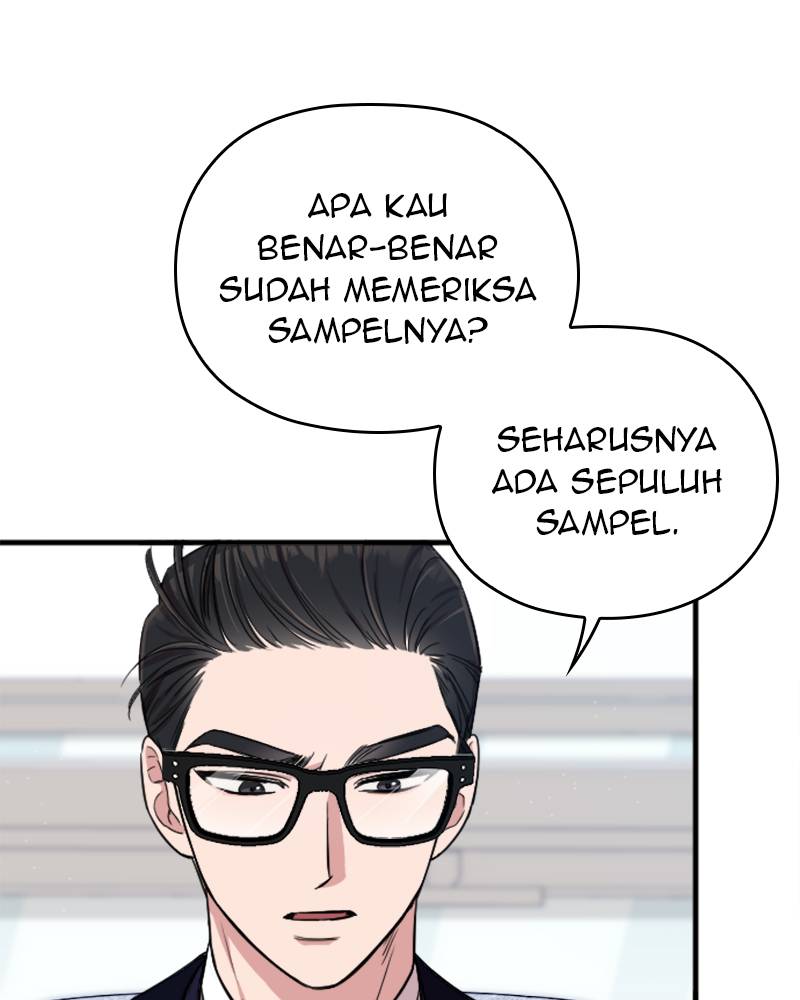 APA KAU
BENAR-BENAR
SUDAH MEMERIKSA
SAMPELNYA?
SEHARUSNYA
ADA SEPULUH
SAMPEL.